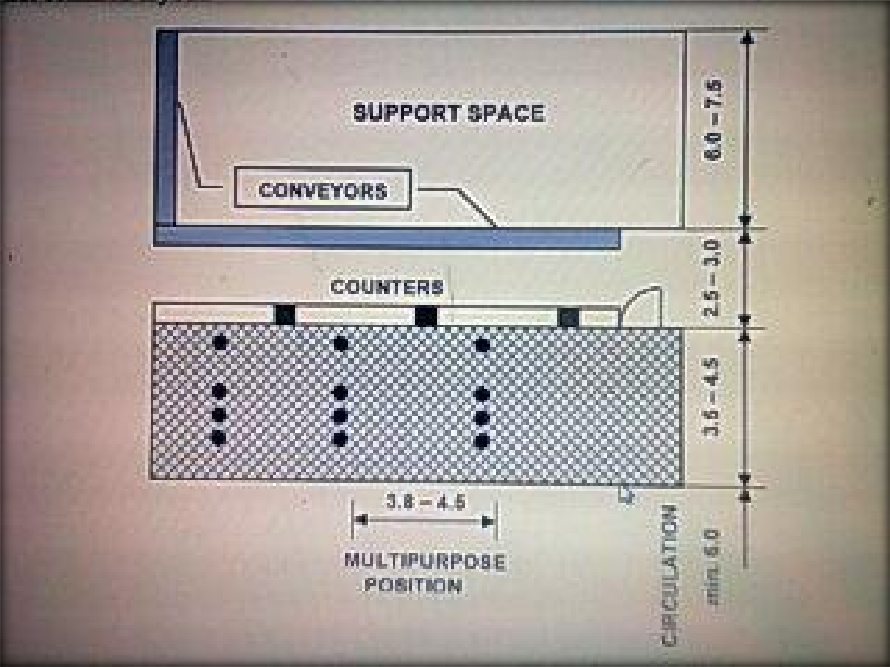 SUPPORT SPACE
6.0 – 7.5
CONVEYORS
2.5 – 3.0
COUNTERS
3.5 – 4.5
3.8 – 4.5
MULTIPURPOSE
POSITION
CIRCULATION
min. 6.0